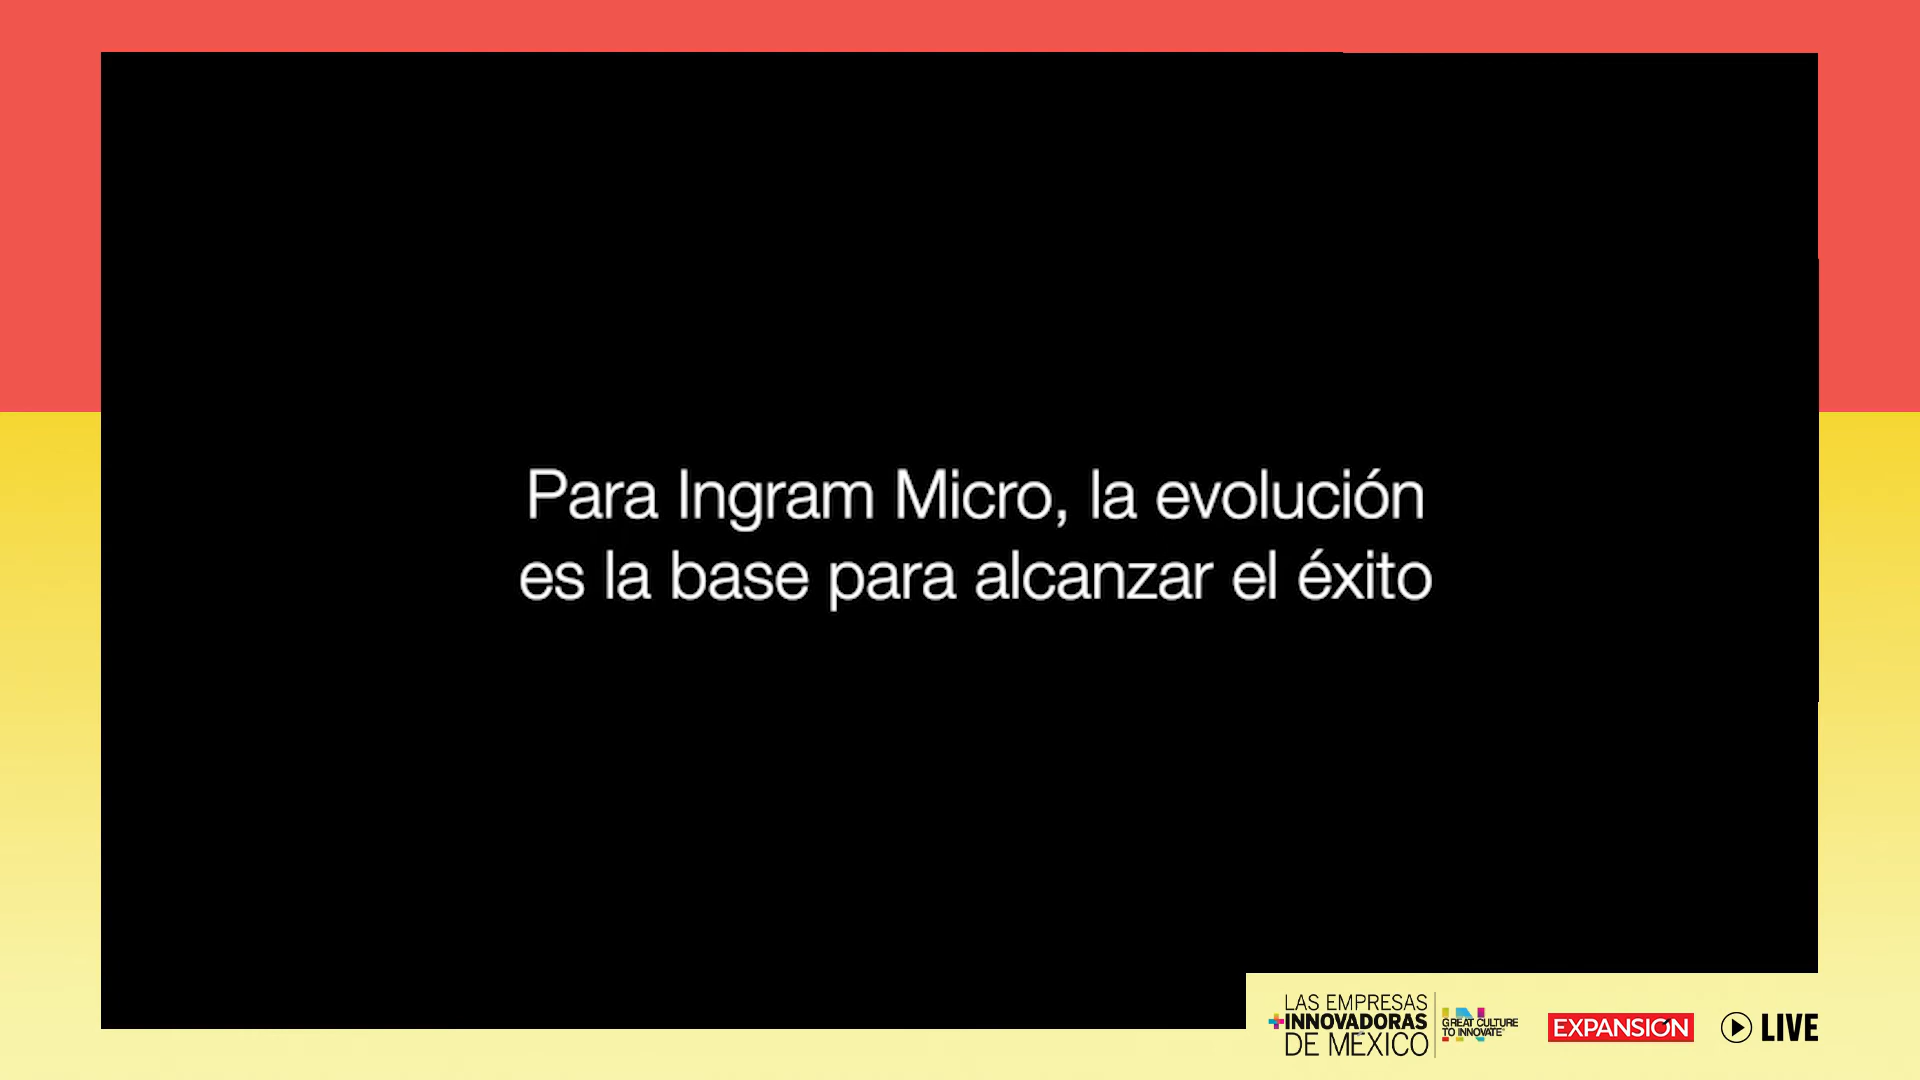 Para Ingram Micro, la evolución
es la base para alcanzar el éxito
LAS EMPRESAS
+INNOVADORAS
DE MÉXICO
IN
GREAT CULTURE
TO INNOVATE
EXPANSIÓN
LIVE